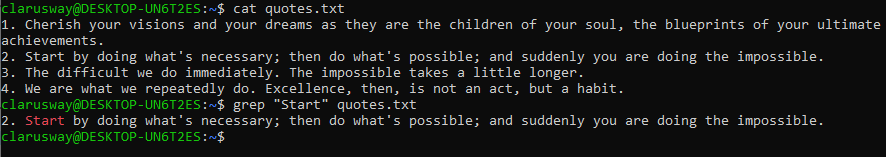 clarusway@DESKTOP-UN6T2ES:~$ cat quotes.txt
1. Cherish your visions and your dreams as they are the children of your soul, the blueprints of your ultimate
achievements.
2. Start by doing what's necessary; then do what's possible; and suddenly you are doing the impossible.
3. The difficult we do immediately. The impossible takes a little longer.
4. We are what we repeatedly do. Excellence, then, is not an act, but a habit.
clarusway@DESKTOP-UN6T2ES:~$ grep "Start" quotes.txt
2. Start by doing what's necessary; then do what's possible; and suddenly you are doing the impossible.
clarusway@DESKTOP-UN6T2ES:~$